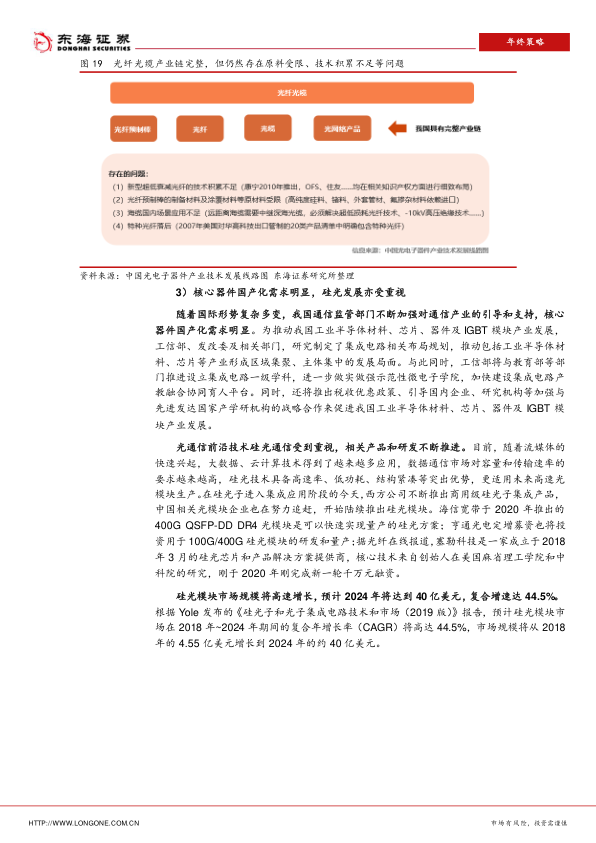 东海证券
DONGHAI SECURITIES
年终策略
图 19 光纤光缆产业链完整，但仍然存在原料受限、技术积累不足等问题
光纤光缆
光纤预制棒
光纤
光缆
光网络产品
我国具有完整产业链
存在的问题：
（1）新型超低衰减光纤的技术积累不足（康宁2010年推出，OFS、住友……均在相关知识产权方面进行细致布局）
（2）光纤预制棒的制备材料及涂覆材料等原材料受限（高纯度硅料、锗料、外套管材、氟掺杂材料依赖进口）
（3）海缆国内场景应用不足（远距离海缆需要中继深海光缆，必须解决超低损耗光纤技术、-10kV高压绝缘技术……）
（4）特种光纤落后（2007年美国对华高科技出口管制的20类产品清单中明确包含特种光纤）
信息来源：中国光电子器件产业技术发展路线图
资料来源：中国光电子器件产业技术发展线路图 东海证券研究所整理
3）核心器件国产化需求明显，硅光发展亦受重视
随着国际形势复杂多变，我国通信监管部门不断加强对通信产业的引导和支持，核心
器件国产化需求明显。为推动我国工业半导体材料、芯片、器件及 IGBT 模块产业发展，
工信部、发改委及相关部门，研究制定了集成电路相关布局规划，推动包括工业半导体材
料、芯片等产业形成区域集聚、主体集中的发展局面。与此同时，工信部将与教育部等部
门推进设立集成电路一级学科，进一步做实做强示范性微电子学院，加快建设集成电路产
教融合协同育人平台。同时，还将推出税收优惠政策、引导国内企业、研究机构等加强与
先进发达国家产学研机构的战略合作来促进我国工业半导体材料、芯片、器件及 IGBT 模
块产业发展。
光通信前沿技术硅光通信受到重视，相关产品和研发不断推进。目前，随着流媒体的
快速兴起，大数据、云计算技术得到了越来越多应用，数据通信市场对容量和传输速率的
要求越来越高，硅光技术具备高速率、低功耗、结构紧凑等突出优势，更适用未来高速光
模块生产。在硅光子进入集成应用阶段的今天，西方公司不断推出商用级硅光子集成产品，
中国相关光模块企业也在努力追赶，开始陆续推出硅光模块。海信宽带于 2020 年推出的
400G QSFP-DD DR4 光模块是可以快速实现量产的硅光方案；亨通光电定增募资也将投
资用于 100G/400G 硅光模块的研发和量产；据光纤在线报道，塞勒科技是一家成立于 2018
年 3 月的硅光芯片和产品解决方案提供商，核心技术来自创始人在美国麻省理工学院和中
科院的研究，刚于 2020 年刚完成新一轮千万元融资。
硅光模块市场规模将高速增长，预计 2024 年将达到 40 亿美元，复合增速达 44.5%。
根据 Yole 发布的《硅光子和光子集成电路技术和市场（2019 版）》报告，预计硅光模块市
场在 2018 年~2024 年期间的复合年增长率（CAGR）将高达 44.5%，市场规模将从 2018
年的 4.55 亿美元增长到 2024 年的约 40 亿美元。
HTTP://WWW.LONGONE.COM.CN
市场有风险，投资需谨慎